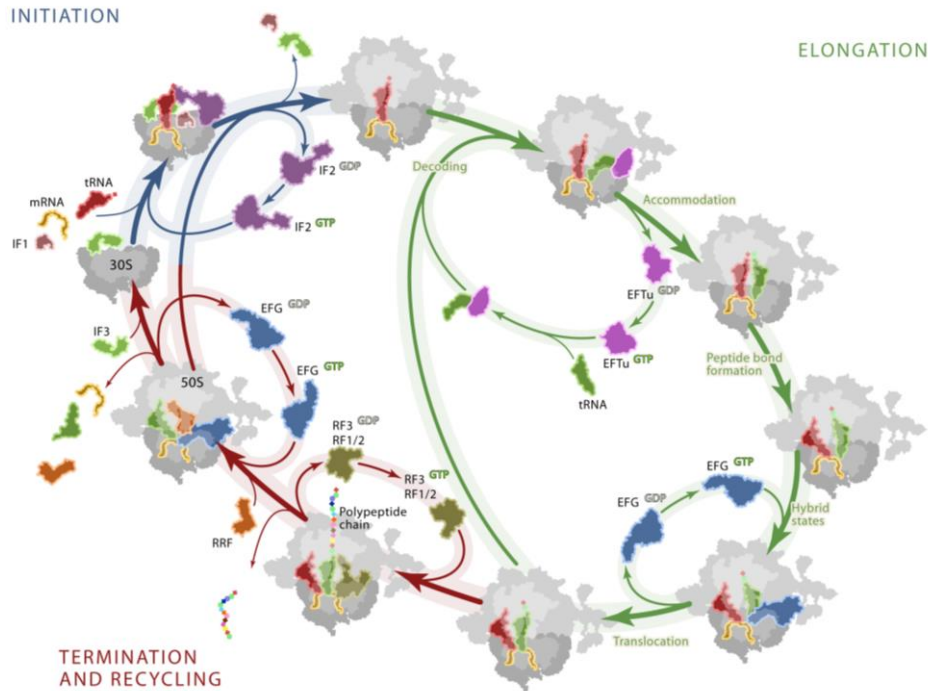 INITIATION
ELONGATION
Decoding
IF2 GDP
tRNA
mRNA
IF1
IF2 GTP
30S
Accommodation
EFTu GDP
EFTu GTP
tRNA
EFG GDP
IF3
EFG GTP
50S
Peptide bond
formation
RF3 GDP
RF1/2
RF3 GTP
RF1/2
EFG GTP
EFG GDP
Hybrid
states
Polypeptide
chain
RRF
Translocation
TERMINATION
AND RECYCLING